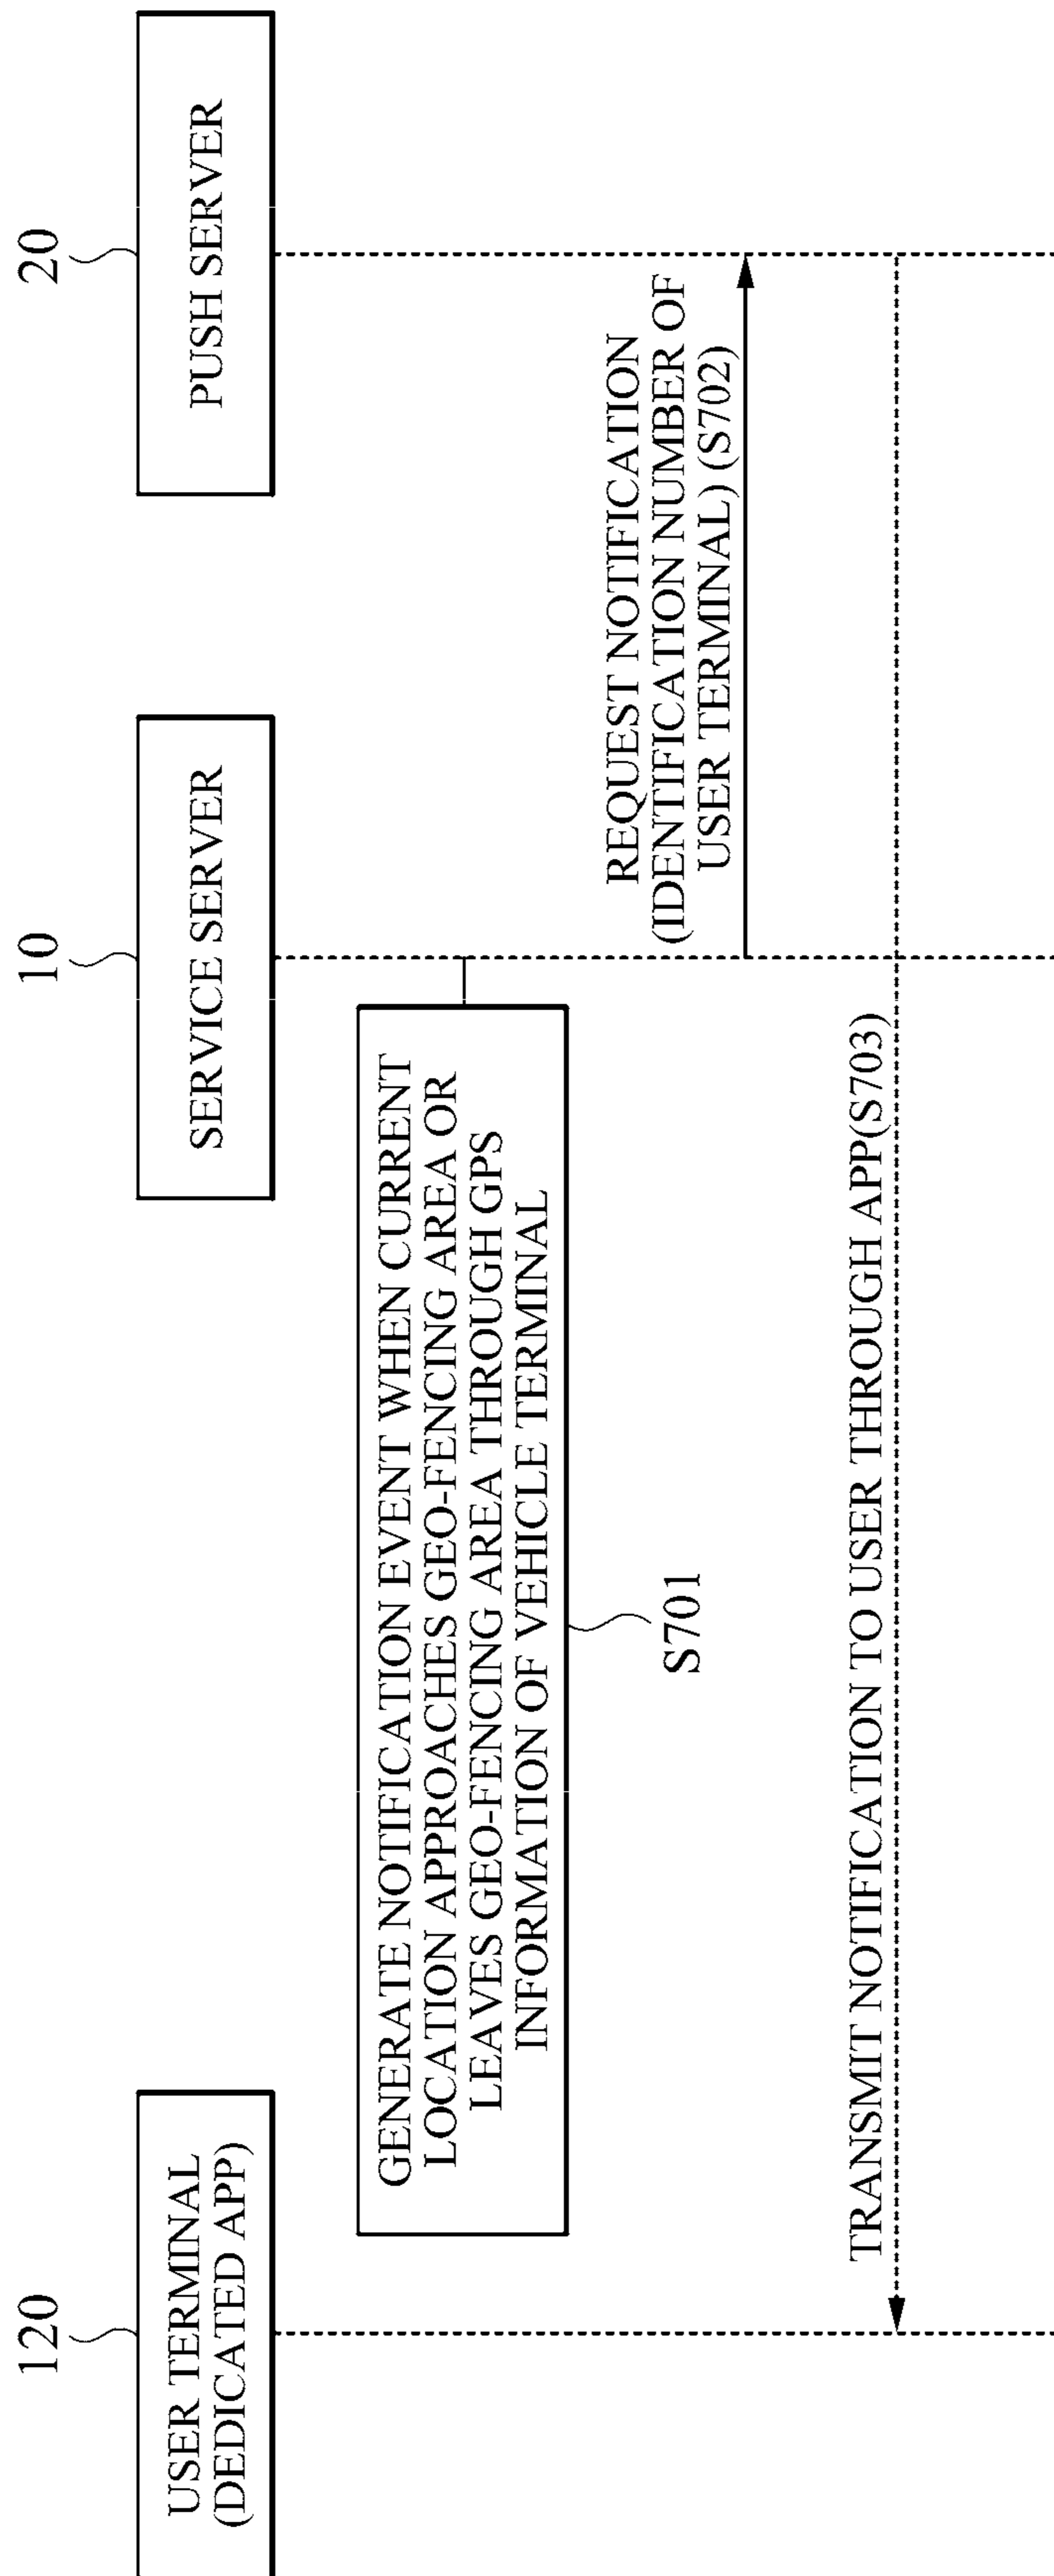 120
USER TERMINAL
(DEDICATED APP)
10
SERVICE SERVER
20
PUSH SERVER
GENERATE NOTIFICATION EVENT WHEN CURRENT
LOCATION APPROACHES GEO-FENCING AREA OR
LEAVES GEO-FENCING AREA THROUGH GPS
INFORMATION OF VEHICLE TERMINAL
S701
REQUEST NOTIFICATION
(IDENTIFICATION NUMBER OF
USER TERMINAL) (S702)
TRANSMIT NOTIFICATION TO USER THROUGH APP(S703)